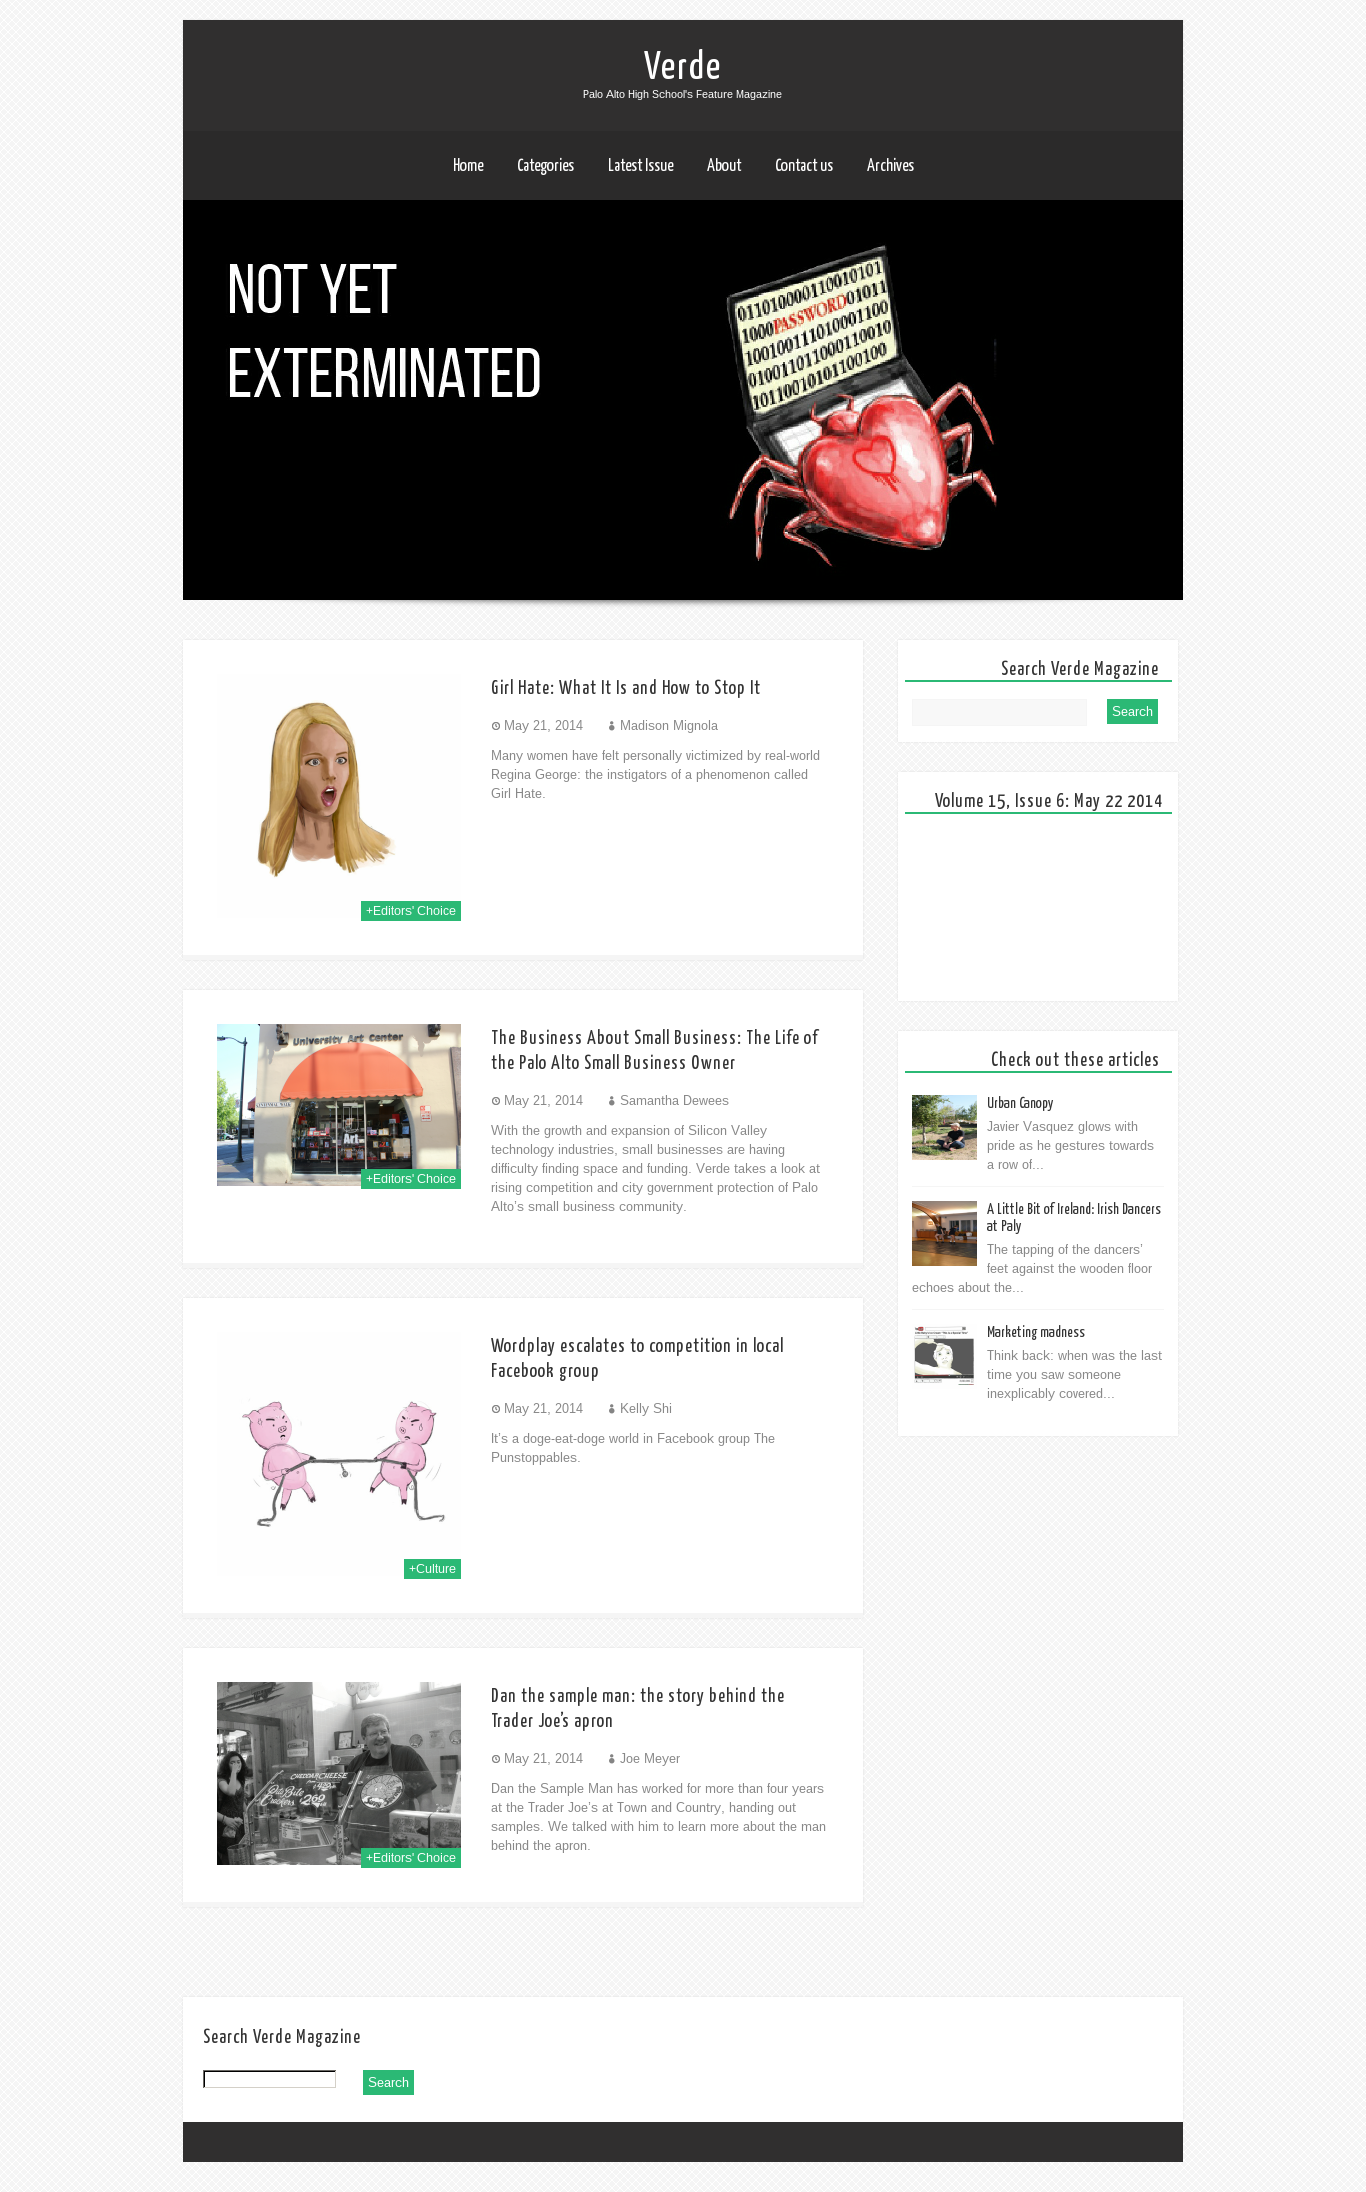 Verde
Palo Alto High School's Feature Magazine
Home Categories Latest Issue About Contact us Archives
NOT YET
EXTERMINATED
01101000011001010101
1000PASSWORD01011
1001001110100011100
0100110110001100100
1011001010101100100
Girl Hate: What It Is and How to Stop It
May 21, 2014 Madison Mignola
Many women have felt personally victimized by real-world
Regina George: the instigators of a phenomenon called
Girl Hate.
+Editors' Choice
University Art Center
Art
The Business About Small Business: The Life of
the Palo Alto Small Business Owner
May 21, 2014 Samantha Dewees
With the growth and expansion of Silicon Valley
technology industries, small businesses are having
difficulty finding space and funding. Verde takes a look at
rising competition and city government protection of Palo
Alto’s small business community.
+Editors' Choice
Wordplay escalates to competition in local
Facebook group
May 21, 2014 Kelly Shi
It’s a doge-eat-doge world in Facebook group The
Punstoppables.
+Culture
CHEDDAR CHEESE
Bite
Crackers $2.69
Dan the sample man: the story behind the
Trader Joe’s apron
May 21, 2014 Joe Meyer
Dan the Sample Man has worked for more than four years
at the Trader Joe’s at Town and Country, handing out
samples. We talked with him to learn more about the man
behind the apron.
+Editors' Choice
Search Verde Magazine
Search
Volume 15, Issue 6: May 22 2014
Check out these articles
Urban Canopy
Javier Vasquez glows with
pride as he gestures towards
a row of...
A Little Bit of Ireland: Irish Dancers
at Paly
The tapping of the dancers’
feet against the wooden floor
echoes about the...
Marketing madness
Think back: when was the last
time you saw someone
inexplicably covered...
Search Verde Magazine
Search